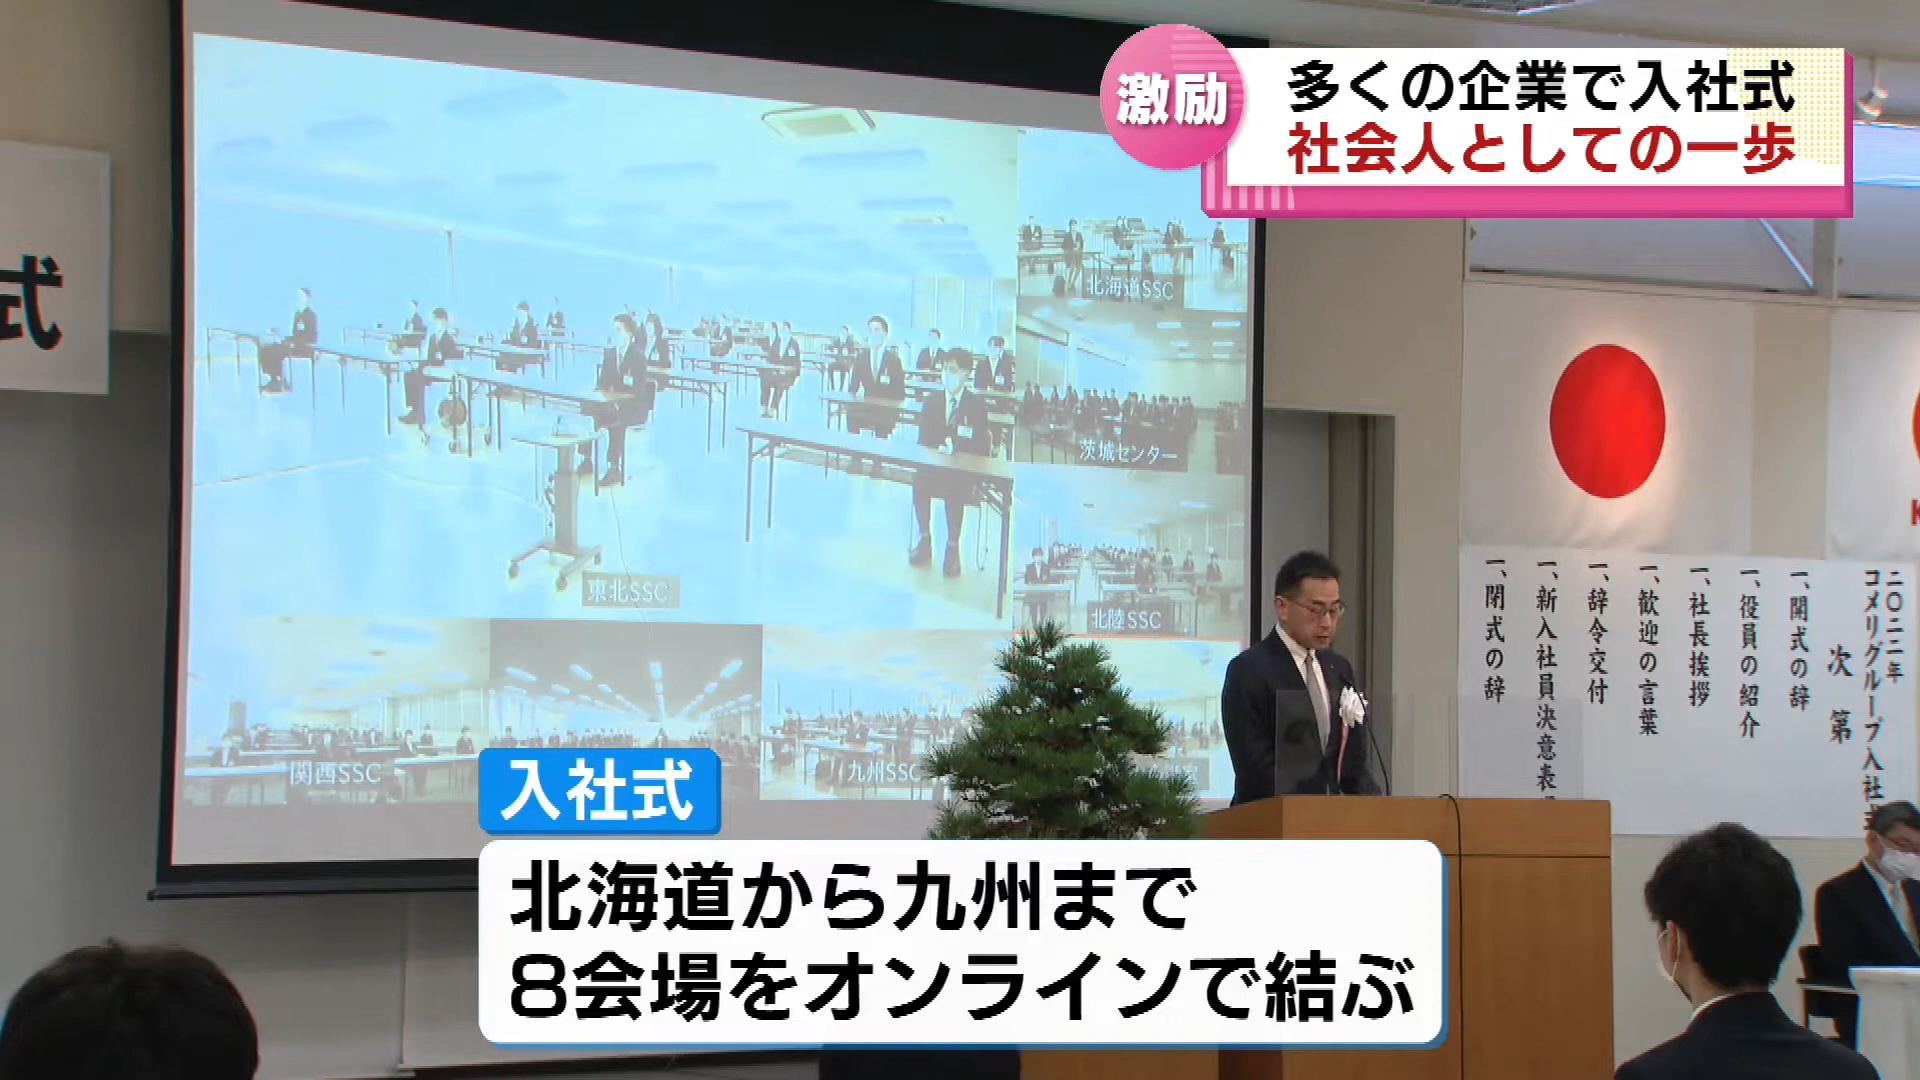 激励
多くの企業で入社式
社会人としての一歩
式
北海道SSC
茨城センター
東北SSC
北陸SSC
関西SSC
九州SSC
K
二〇二二年
コメリグループ入社式
次第
一、開式の辞
一、役員の紹介
一、社長挨拶
一、歓迎の言葉
一、辞令交付
一、新入社員決意表
一、閉式の辞
入社式
北海道から九州まで
8会場をオンラインで結ぶ